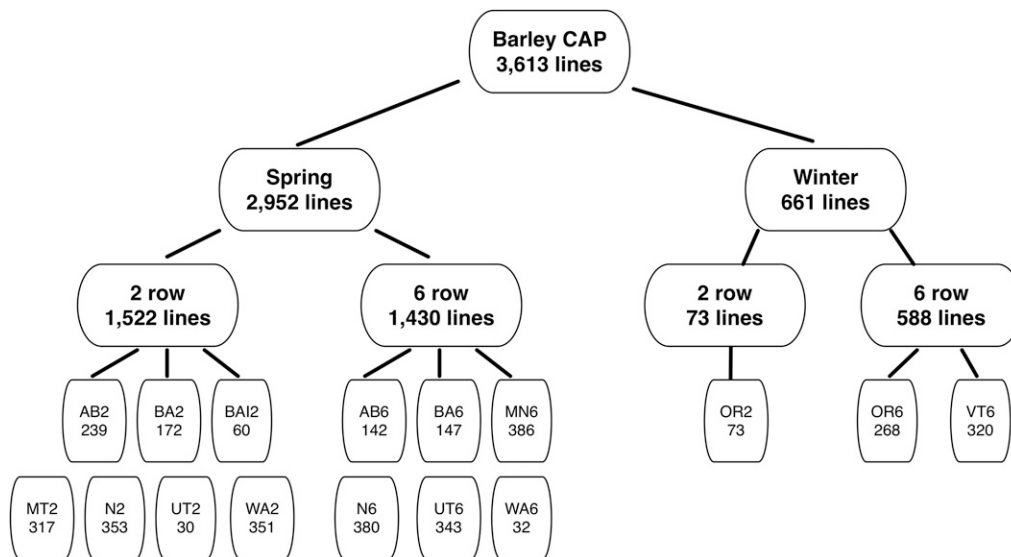 Barley CAP
3,613 lines
Spring
2,952 lines
Winter
661 lines
2 row
1,522 lines
6 row
1,430 lines
2 row
73 lines
6 row
588 lines
AB2
239
BA2
172
BAI2
60
AB6
142
BA6
147
MN6
386
OR2
73
OR6
268
VT6
320
MT2
317
N2
353
UT2
30
WA2
351
N6
380
UT6
343
WA6
32